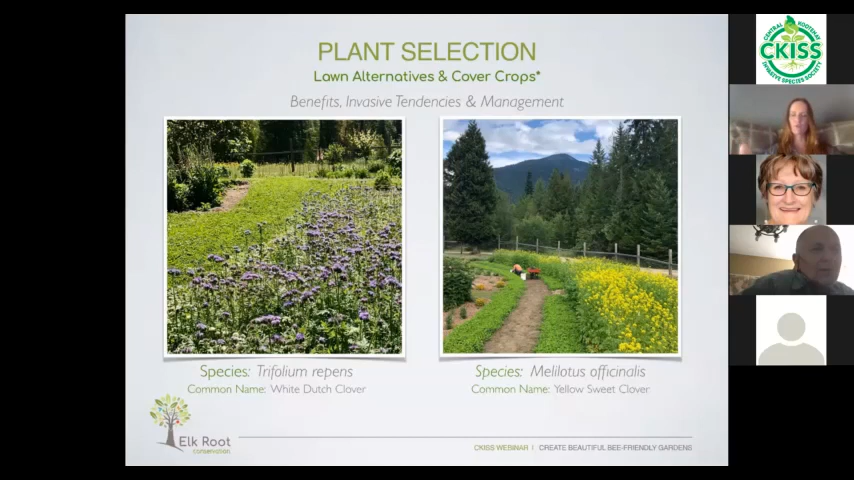 PLANT SELECTION
Lawn Alternatives & Cover Crops*
Benefits, Invasive Tendencies & Management
Species: Trifolium repens
Common Name: White Dutch Clover
Species: Melilotus officinalis
Common Name: Yellow Sweet Clover
Elk Root
conservation
CKISS WEBINAR | CREATE BEAUTIFUL BEE-FRIENDLY GARDENS
CENTRAL KOOTENAY
CKISS
INVASIVE SPECIES SOCIETY